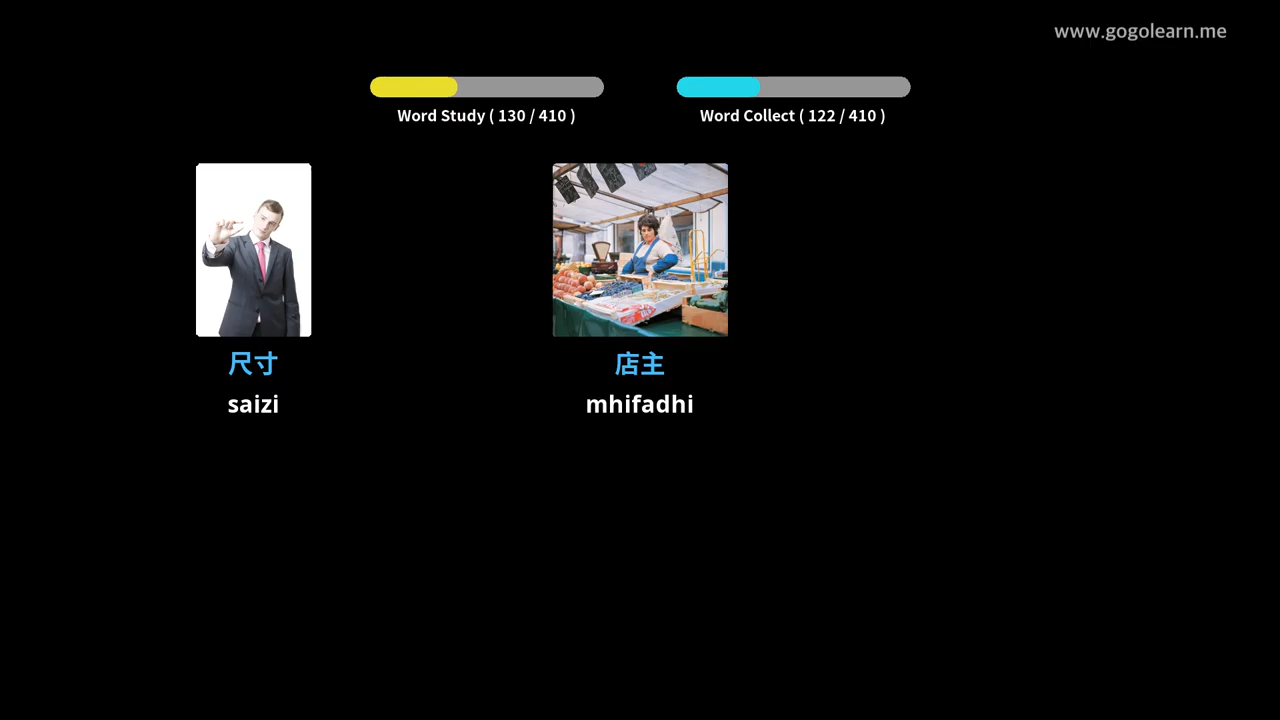 www.gogolearn.me
Word Study ( 130 / 410 )
Word Collect ( 122 / 410 )
尺寸
saizi
店主
mhifadhi